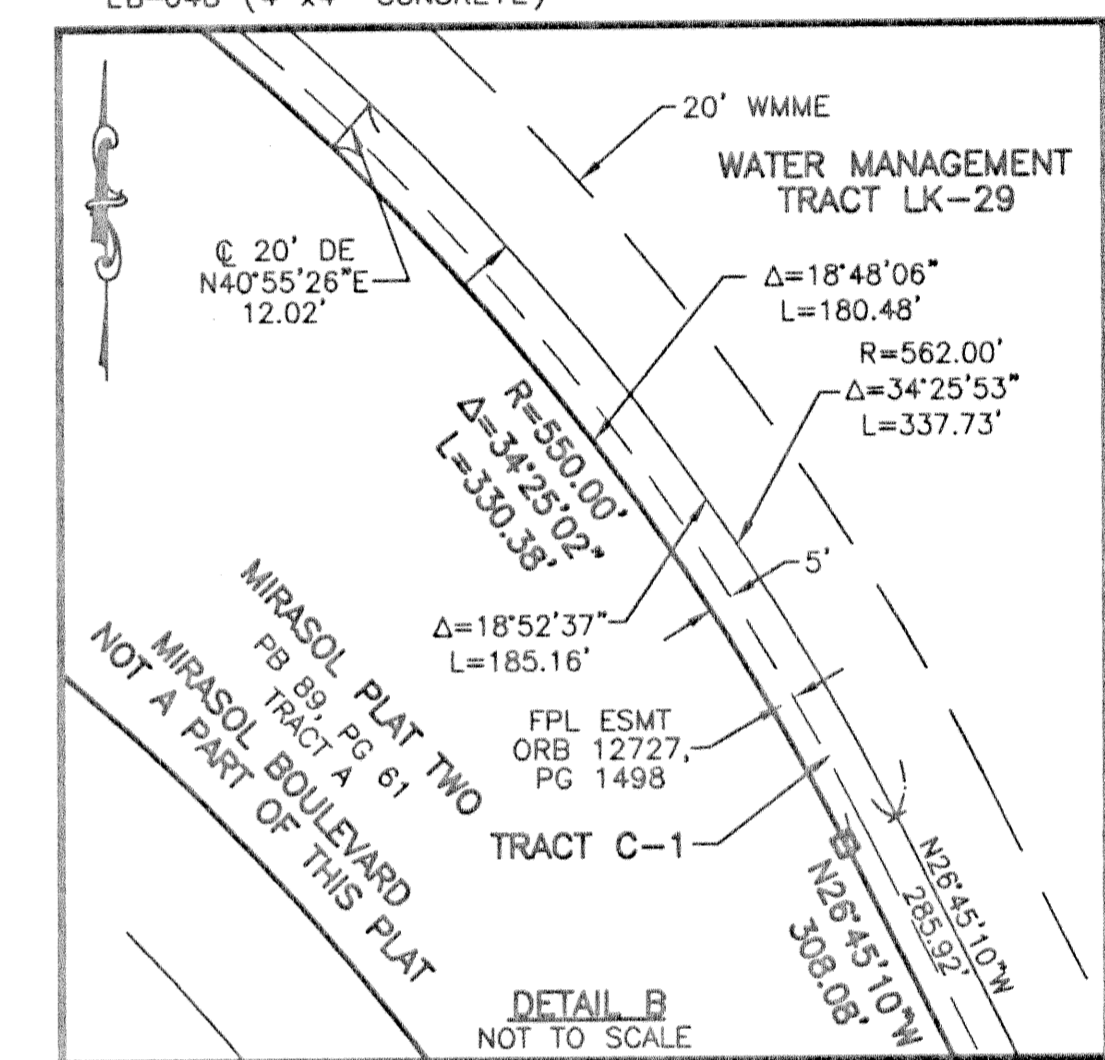 LB-048 (4"x4" CONCRETE)
20' WMME
WATER MANAGEMENT
TRACT LK-29
℄ 20' DE
N40°55'26"E
12.02'
Δ=18°48'06"
L=180.48'
R=562.00'
Δ=34°25'53"
L=337.73'
R=550.00'
Δ=34°25'02"
L=330.38'
5'
Δ=18°52'37"
L=185.16'
MIRASOL PLAT TWO
PB 89, PG 61
TRACT A
MIRASOL BOULEVARD
NOT A PART OF THIS PLAT
FPL ESMT
ORB 12727,
PG 1498
TRACT C-1
N26°45'10"W
285.92'
N26°45'10"W
308.08'
DETAIL B
NOT TO SCALE